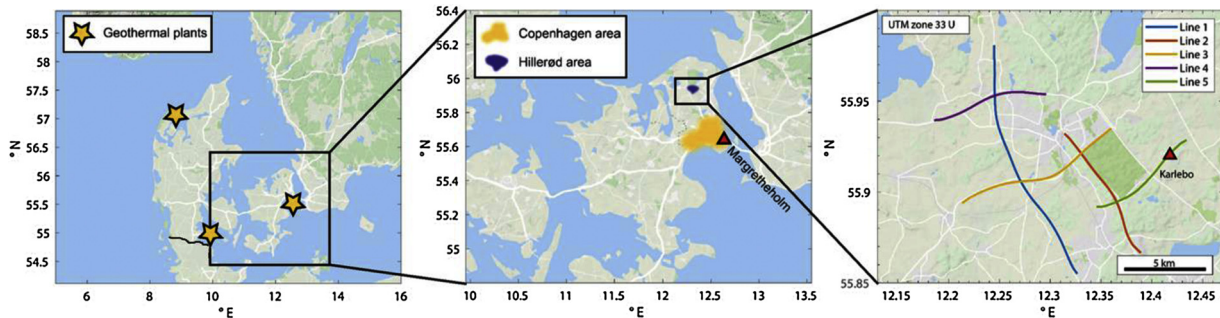 58.5
58
57.5
57
56.5
56
55.5
55
54.5
° N
6
8
10
12
14
16
° E
Geothermal plants
56.4
56.2
56
55.8
55.6
55.4
55.2
55
° N
10
10.5
11
11.5
12
12.5
13
13.5
° E
Copenhagen area
Hillerød area
Margretheholm
UTM zone 33 U
Line 1
Line 2
Line 3
Line 4
Line 5
Karlebo
5 km
55.95
55.9
55.85
° N
12.15
12.2
12.25
12.3
12.35
12.4
12.45
° E